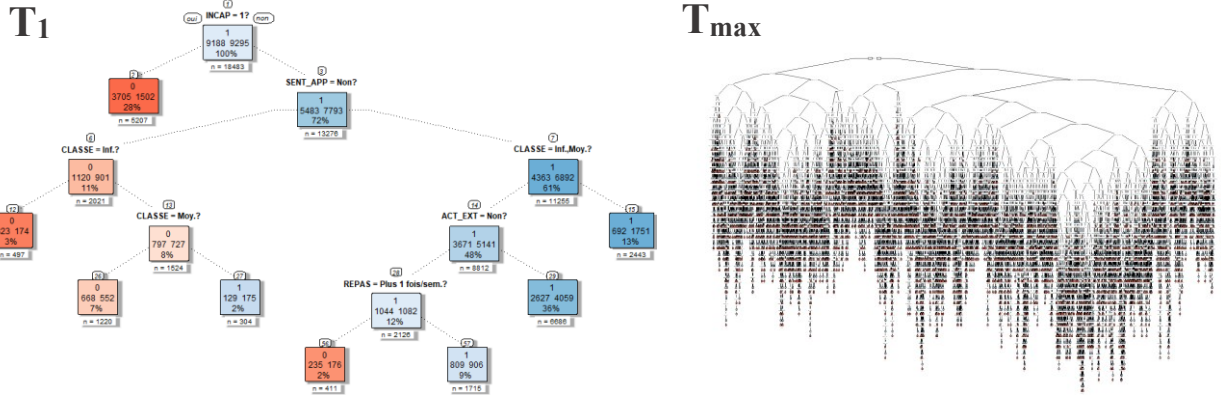 T1
Tmax
1
oui
INCAP = 1?
non
1
9188 9295
100%
n = 18483
2
0
3705 1502
28%
n = 5207
3
SENT_APP = Non?
1
5483 7793
72%
n = 13276
6
CLASSE = Inf.?
0
1120 901
11%
n = 2021
7
CLASSE = Inf.,Moy.?
1
4363 6892
61%
n = 11255
12
0
23 174
3%
n = 497
13
CLASSE = Moy.?
0
797 727
8%
n = 1524
14
ACT_EXT = Non?
1
3671 5141
48%
n = 8812
15
1
692 1751
13%
n = 2443
26
0
668 552
7%
n = 1220
27
1
129 175
2%
n = 304
28
REPAS = Plus 1 fois/sem.?
1
1044 1082
12%
n = 2126
29
1
2627 4059
36%
n = 6686
56
0
235 176
2%
n = 411
57
1
809 906
9%
n = 1715